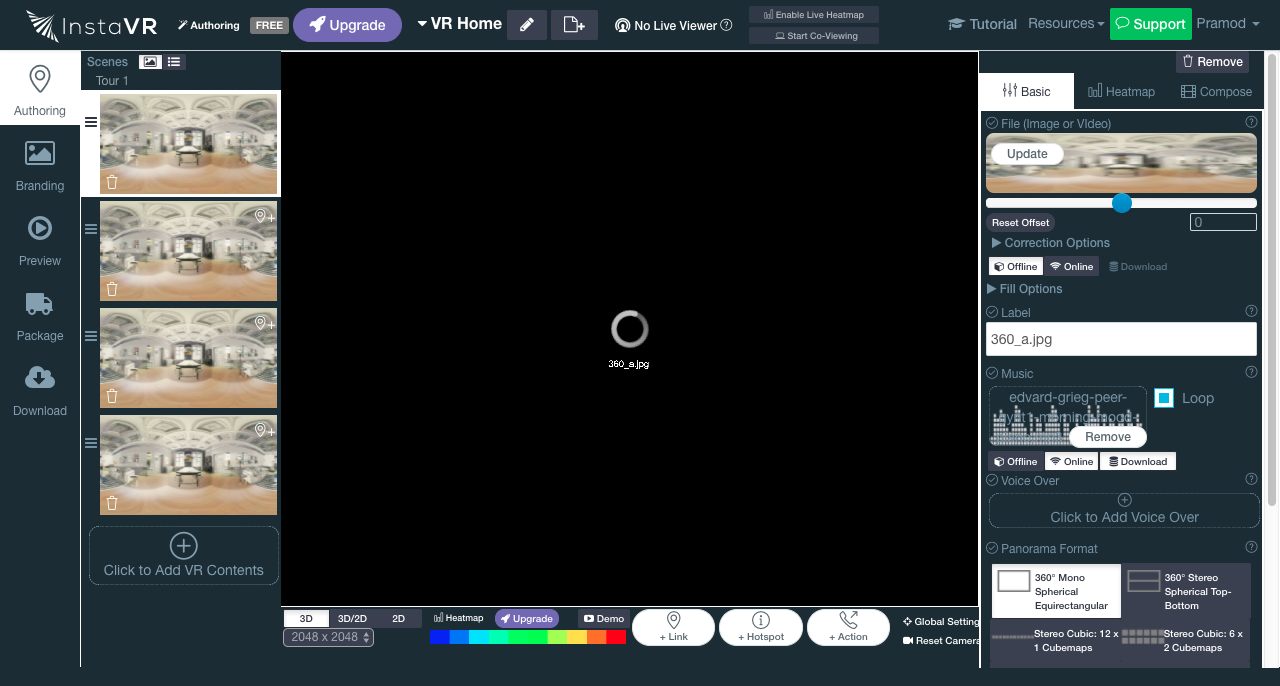 InstaVR
Authoring
FREE
Upgrade
VR Home
No Live Viewer
Enable Live Heatmap
Start Co-Viewing
Tutorial
Resources
Support
Pramod
Authoring
Branding
Preview
Package
Download
Scenes
Tour 1
Click to Add VR Contents
360_a.jpg
3D
3D/2D
2D
Heatmap
Upgrade
Demo
2048 x 2048
+ Link
+ Hotspot
+ Action
Global Setting
Reset Camera
Remove
Basic
Heatmap
Compose
File (Image or VIdeo)
Update
Reset Offset
0
Correction Options
Offline
Online
Download
Fill Options
Label
360_a.jpg
Music
edvard-grieg-peer-
gynt1-morning-mood-
Remove
Loop
Offline
Online
Download
Voice Over
Click to Add Voice Over
Panorama Format
360° Mono
Spherical
Equirectangular
360° Stereo
Spherical Top-
Bottom
Stereo Cubic: 12 x
1 Cubemaps
Stereo Cubic: 6 x
2 Cubemaps